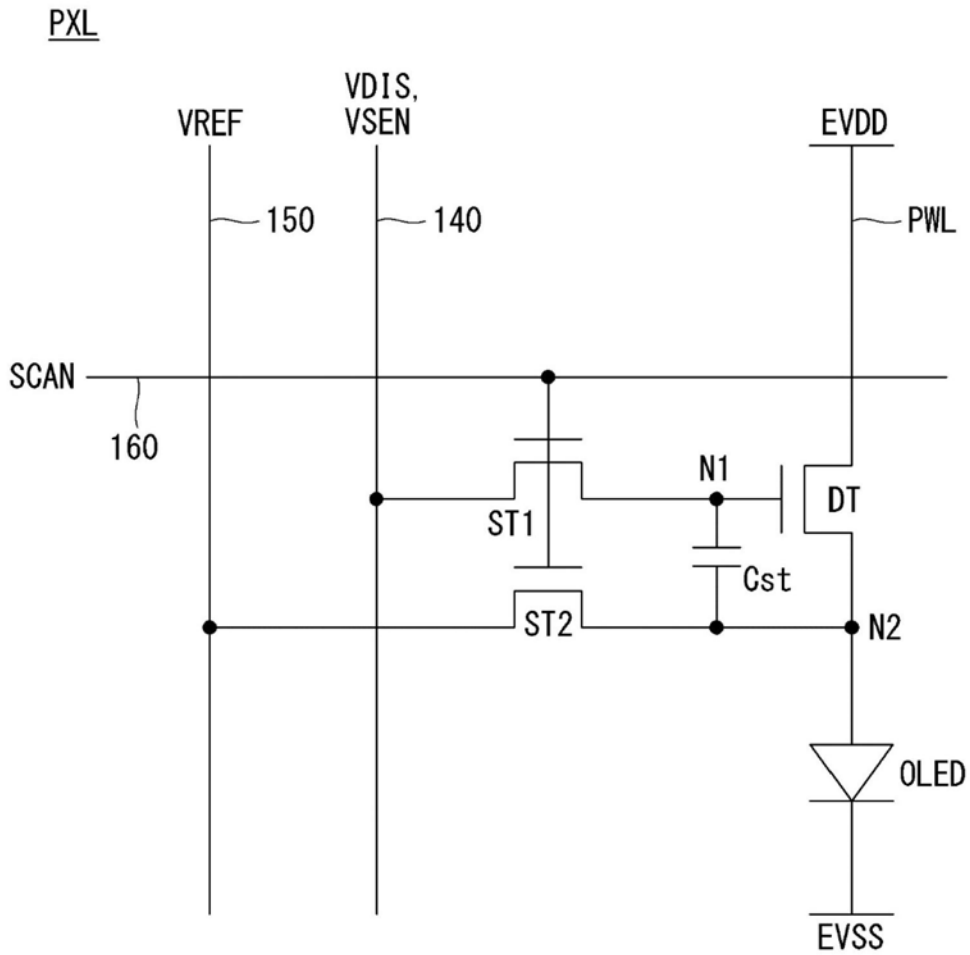 PXL
VDIS,
VREF
VSEN
EVDD
150
140
PWL
SCAN
160
N1
DT
ST1
Cst
ST2
N2
OLED
EVSS